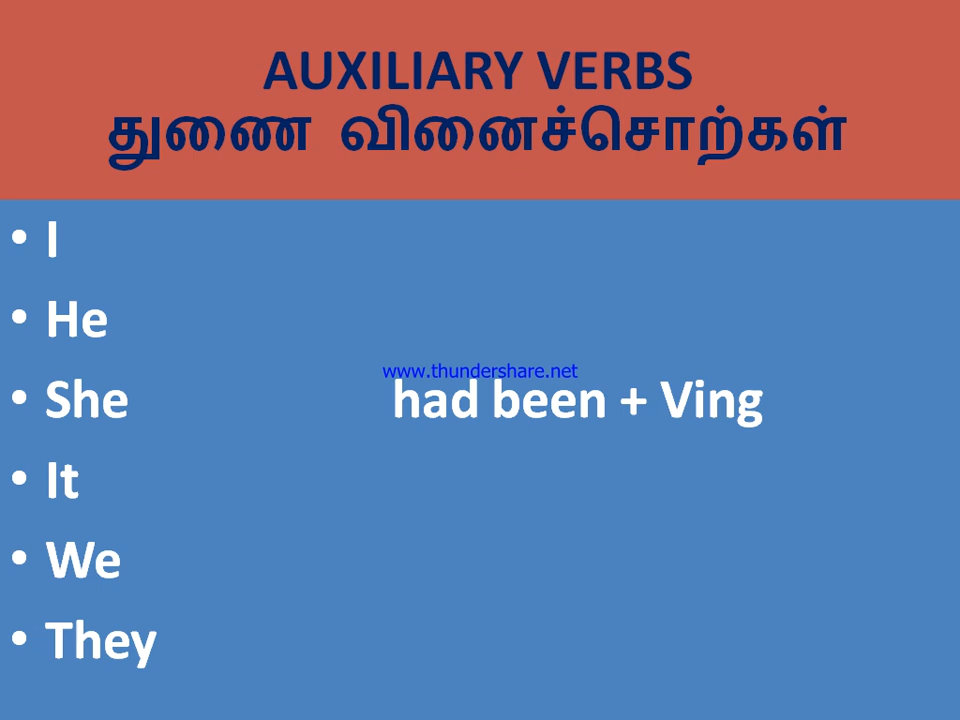 AUXILIARY VERBS
துணை வினைச்சொற்கள்
• I
• He
www.thundershare.net
• She had been + Ving
• It
• We
• They